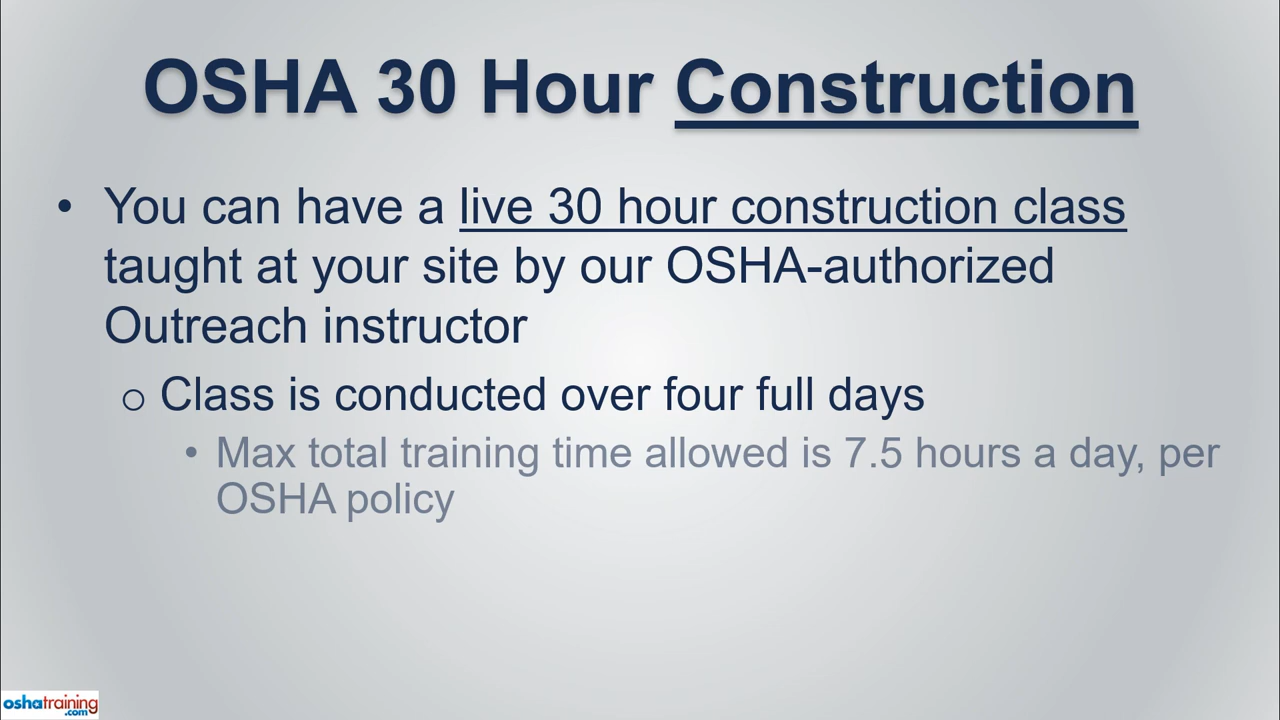 OSHA 30 Hour Construction
• You can have a live 30 hour construction class
taught at your site by our OSHA-authorized
Outreach instructor
o Class is conducted over four full days
• Max total training time allowed is 7.5 hours a day, per
OSHA policy
oshatraining
.com